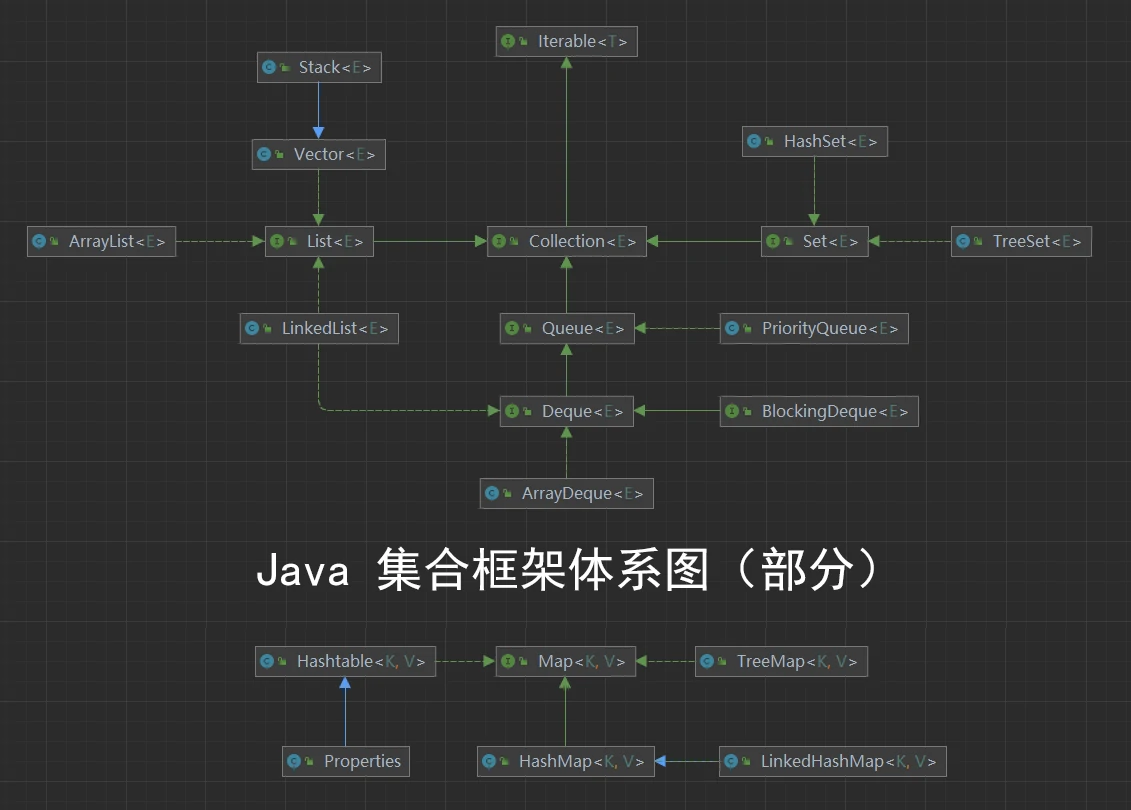 Iterable<T>
Stack<E>
HashSet<E>
Vector<E>
ArrayList<E>
List<E>
Collection<E>
Set<E>
TreeSet<E>
LinkedList<E>
Queue<E>
PriorityQueue<E>
Deque<E>
BlockingDeque<E>
ArrayDeque<E>
Java 集合框架体系图（部分）
Hashtable<K, V>
Map<K, V>
TreeMap<K, V>
Properties
HashMap<K, V>
LinkedHashMap<K, V>